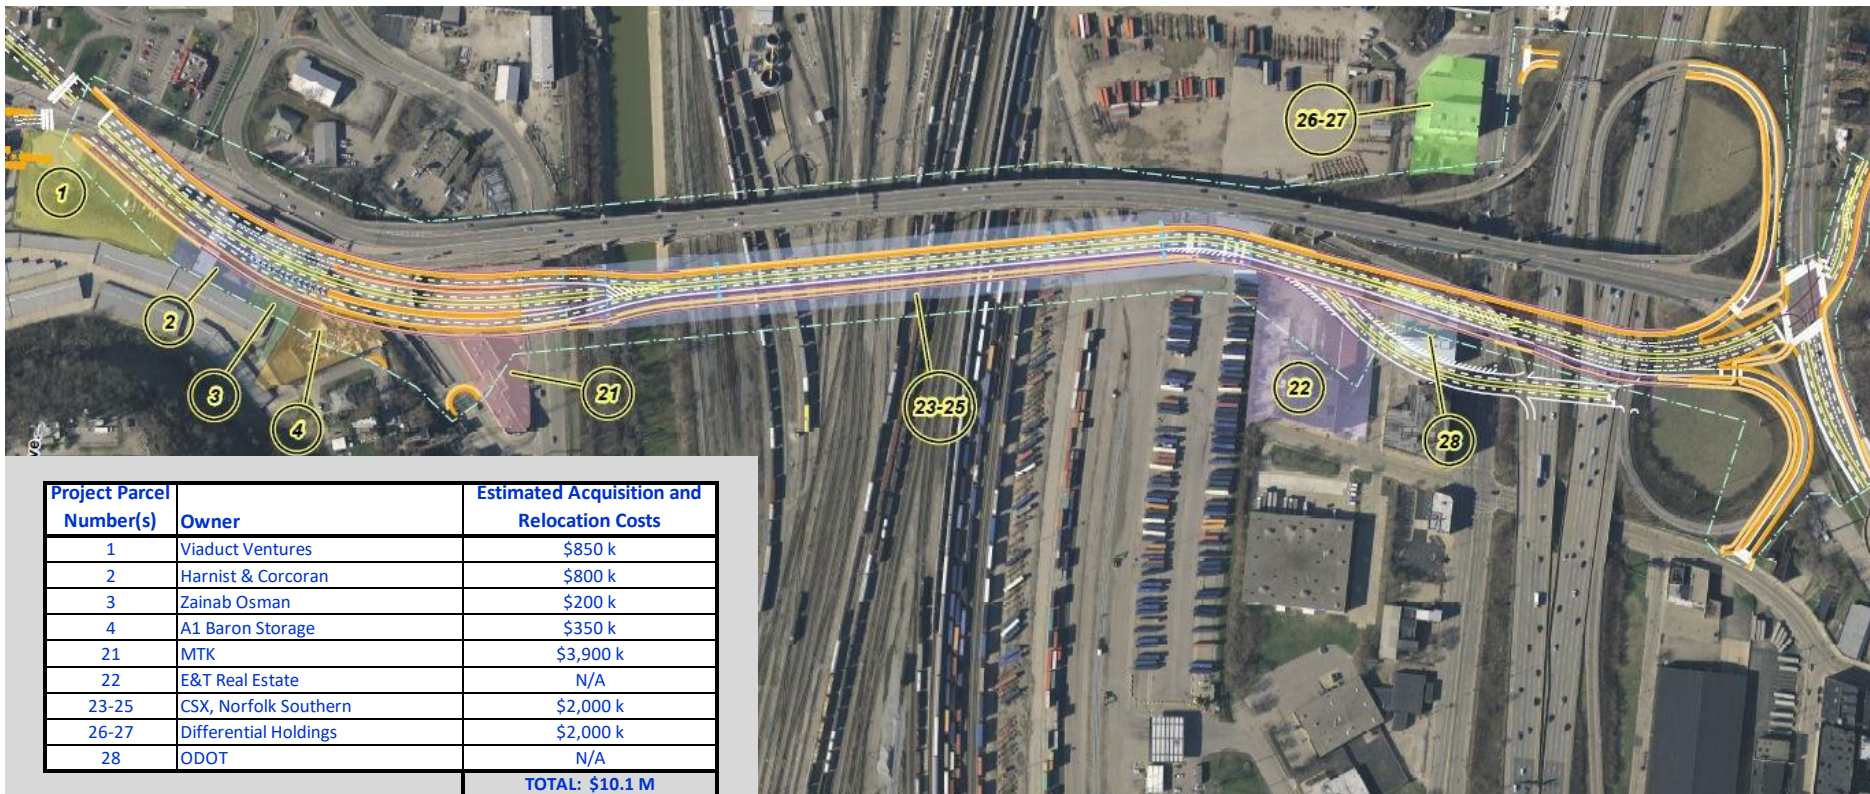 26-27
1
2
3
4
21
23-25
22
28
ve.
Project Parcel Number(s) Owner Estimated Acquisition and Relocation Costs
1 Viaduct Ventures $850 k
2 Harnist & Corcoran $800 k
3 Zainab Osman $200 k
4 A1 Baron Storage $350 k
21 MTK $3,900 k
22 E&T Real Estate N/A
23-25 CSX, Norfolk Southern $2,000 k
26-27 Differential Holdings $2,000 k
28 ODOT N/A
TOTAL: $10.1 M